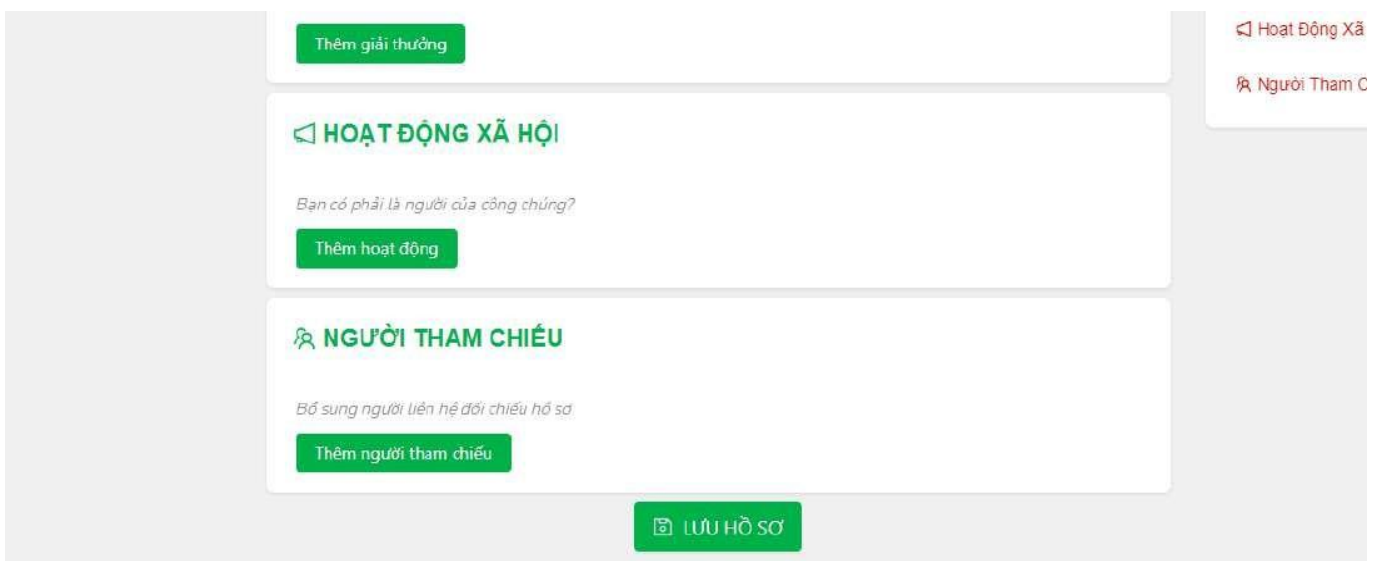 Thêm giải thưởng
HOẠT ĐỘNG XÃ HỘI
Bạn có phải là người của công chúng?
Thêm hoạt động
NGƯỜI THAM CHIẾU
Bổ sung người liên hệ đối chiếu hồ sơ
Thêm người tham chiếu
LƯU HỒ SƠ
Hoạt Động Xã
Người Tham C